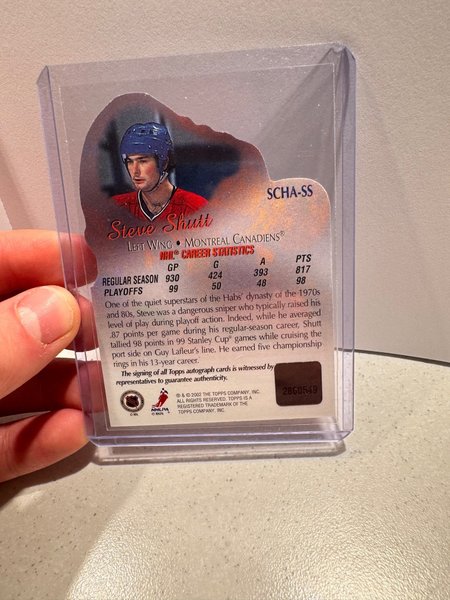 SCHA-SS
Steve Shutt
LEFT WING • MONTREAL CANADIENS®
NHL® CAREER STATISTICS
GP G A PTS
REGULAR SEASON 930 424 393 817
PLAYOFFS 99 50 48 98
One of the quiet superstars of the Habs' dynasty of the 1970s
and 80s, Steve was a dangerous sniper who typically raised his
level of play during playoff action. Indeed, while he averaged
.87 points per game during his regular-season career, Shutt
tallied 98 points in 99 Stanley Cup® games while cruising the
port side on Guy Lafleur's line. He earned five championship
rings in his 13-year career.
The signing of all Topps autograph cards is witnessed by
representatives to guarantee authenticity.
® & © 2002 THE TOPPS COMPANY, INC.
ALL RIGHTS RESERVED. TOPPS IS A
REGISTERED TRADEMARK OF THE
TOPPS COMPANY, INC.
NHLPA